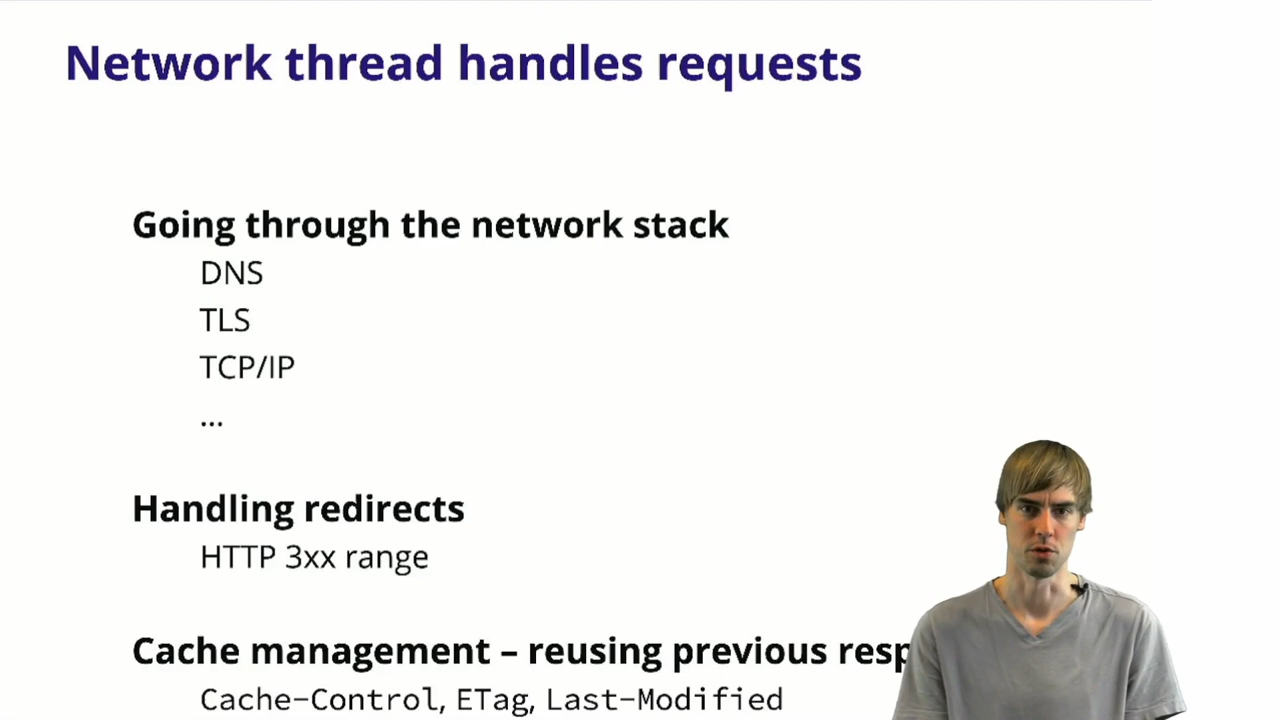 Network thread handles requests
Going through the network stack
DNS
TLS
TCP/IP
...
Handling redirects
HTTP 3xx range
Cache management – reusing previous
Cache-Control, ETag, Last-Modified